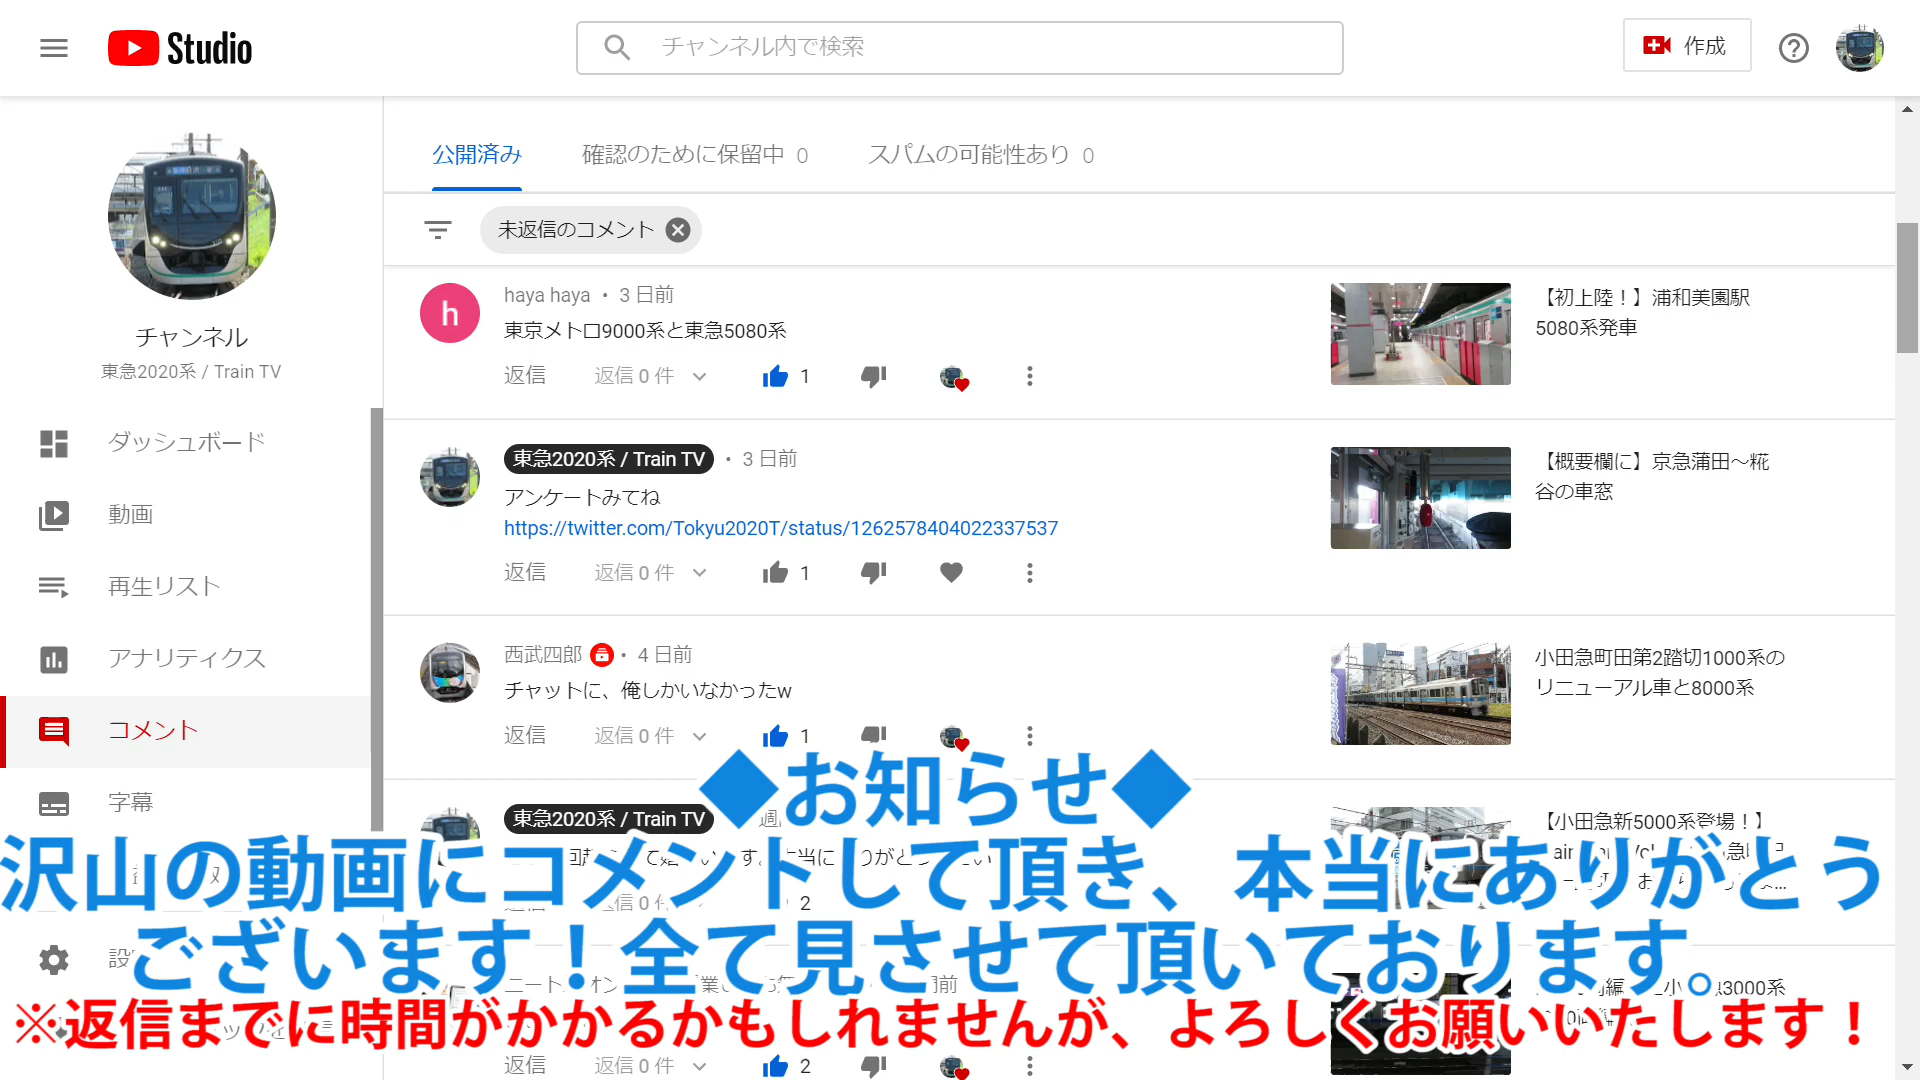 Studio
チャンネル内で検索
作成
チャンネル
東急2020系 / Train TV
ダッシュボード
動画
再生リスト
アナリティクス
コメント
字幕
公開済み
確認のために保留中 0
スパムの可能性あり 0
未返信のコメント
haya haya • 3 日前
東京メトロ9000系と東急5080系
返信 返信 0 件 1
【初上陸！】浦和美園駅
5080系発車
東急2020系 / Train TV • 3 日前
アンケートみてね
https://twitter.com/Tokyu2020T/status/1262578404022337537
返信 返信 0 件 1
【概要欄に】京急蒲田〜糀
谷の車窓
西武四郎 • 4 日前
チャットに、俺しかいなかったw
返信 返信 0 件 1
小田急町田第2踏切1000系の
リニューアル車と8000系
東急2020系 / Train TV
2
【小田急新5000系登場！】
返信 返信 0 件 2
◆お知らせ◆
沢山の動画にコメントして頂き、本当にありがとう
ございます！全て見させて頂いております。
※返信までに時間がかかるかもしれませんが、よろしくお願いいたします！